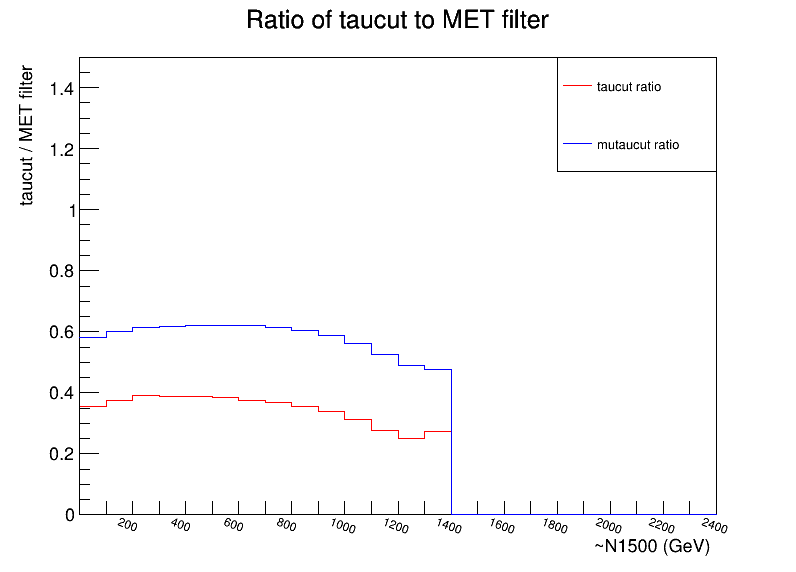 Ratio of taucut to MET filter
taucut / MET filter
taucut ratio
mutaucut ratio
1.4
1.2
1
0.8
0.6
0.4
0.2
0
200 400 600 800 1000 1200 1400 1600 1800 2000 2200 2400
~N1500 (GeV)